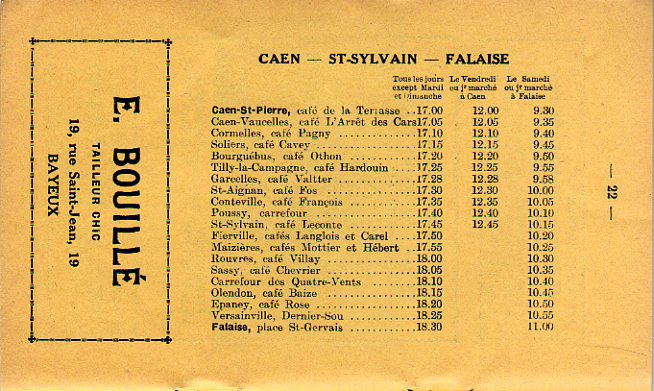 E. BOUILLÉ
TAILLEUR CHIC
19, rue Saint-Jean, 19
BAYEUX
CAEN — ST-SYLVAIN — FALAISE
Tous les jours Le Vendredi Le Samedi
except Mardi ou jr marché ou jr marché
et Dimanche à Caen à Falaise
Caen-St-Pierre, café de la Terrasse ..17.00 12.00 9.30
Caen-Vaucelles, café L'Arrêt des Cars17.05 12.05 9.35
Cormelles, café Pagny ............17.10 12.10 9.40
Soliers, café Cavey ...............17.15 12.15 9.45
Bourguébus, café Othon ...........17.20 12.20 9.50
Tilly-la-Campagne, café Hardouin ....17.25 12.25 9.55
Garcelles, café Valtter .............17.28 12.28 9.58
St-Aignan, café Fos ...............17.30 12.30 10.00
Conteville, café François ...........17.35 12.35 10.05
Poussy, carrefour .................17.40 12.40 10.10
St-Sylvain, café Leconte ...........17.45 12.45 10.15
Fierville, cafés Langlois et Carel ....17.50 10.20
Maizières, cafés Mottier et Hébert ..17.55 10.25
Rouvres, café Villay ...............18.00 10.30
Sassy, café Chevrier ...............18.05 10.35
Carrefour des Quatre-Vents .......18.10 10.40
Olendon, café Baize ...............18.15 10.45
Epaney, café Rose .................18.20 10.50
Versainville, Dernier-Sou ...........18.25 10.55
Falaise, place St-Gervais ...........18.30 11.00
— 22 —